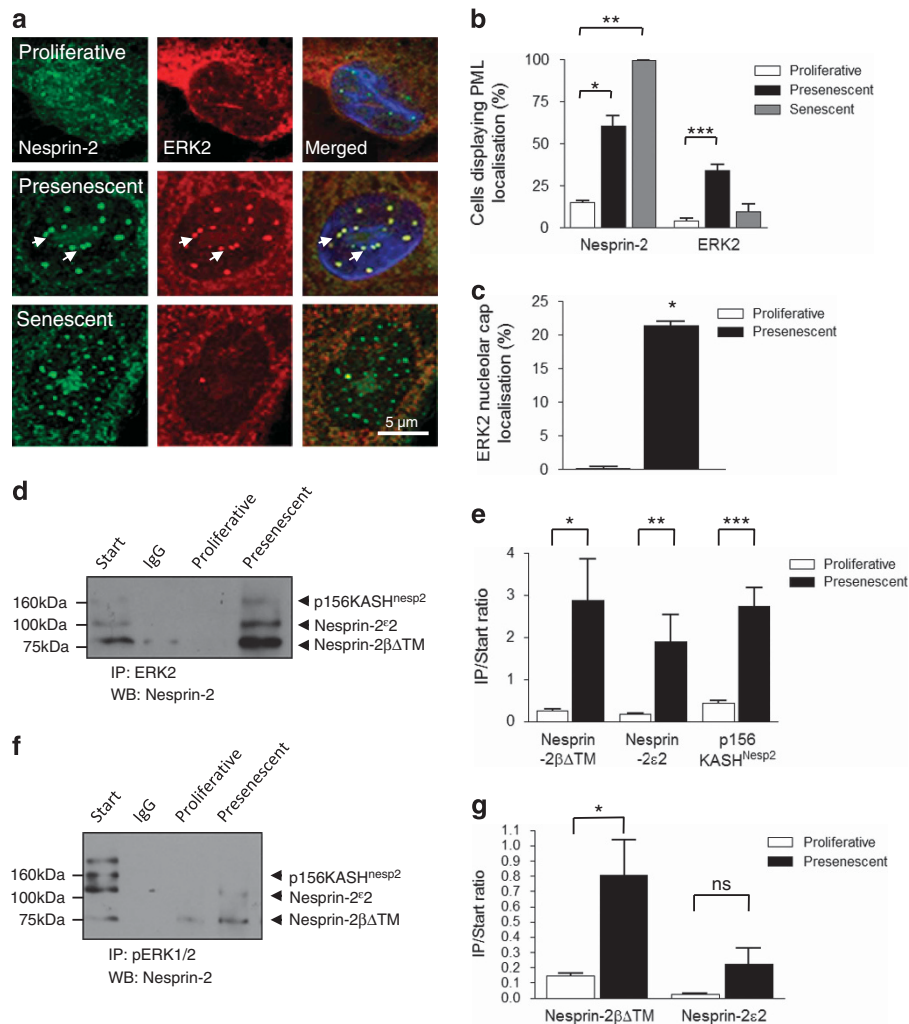 a
Proliferative
Nesprin-2
ERK2
Merged
Presenescent
Senescent
5 µm
b
Cells displaying PML
localisation (%)
100
75
50
25
0
**
*
***
Nesprin-2
ERK2
Proliferative
Presenescent
Senescent
c
ERK2 nucleolar cap
localisation (%)
25
20
15
10
5
0
*
Proliferative
Presenescent
d
Start
IgG
Proliferative
Presenescent
160kDa
100kDa
75kDa
p156KASHnesp2
Nesprin-2ε2
Nesprin-2βΔTM
IP: ERK2
WB: Nesprin-2
e
IP/Start ratio
4
3
2
1
0
*
**
***
Proliferative
Presenescent
Nesprin
-2βΔTM
Nesprin
-2ε2
p156
KASHNesp2
f
Start
IgG
Proliferative
Presenescent
160kDa
100kDa
75kDa
p156KASHnesp2
Nesprin-2ε2
Nesprin-2βΔTM
IP: pERK1/2
WB: Nesprin-2
g
IP/Start ratio
1.1
1.0
0.9
0.8
0.7
0.6
0.5
0.4
0.3
0.2
0.1
0.0
*
ns
Proliferative
Presenescent
Nesprin-2βΔTM
Nesprin-2ε2